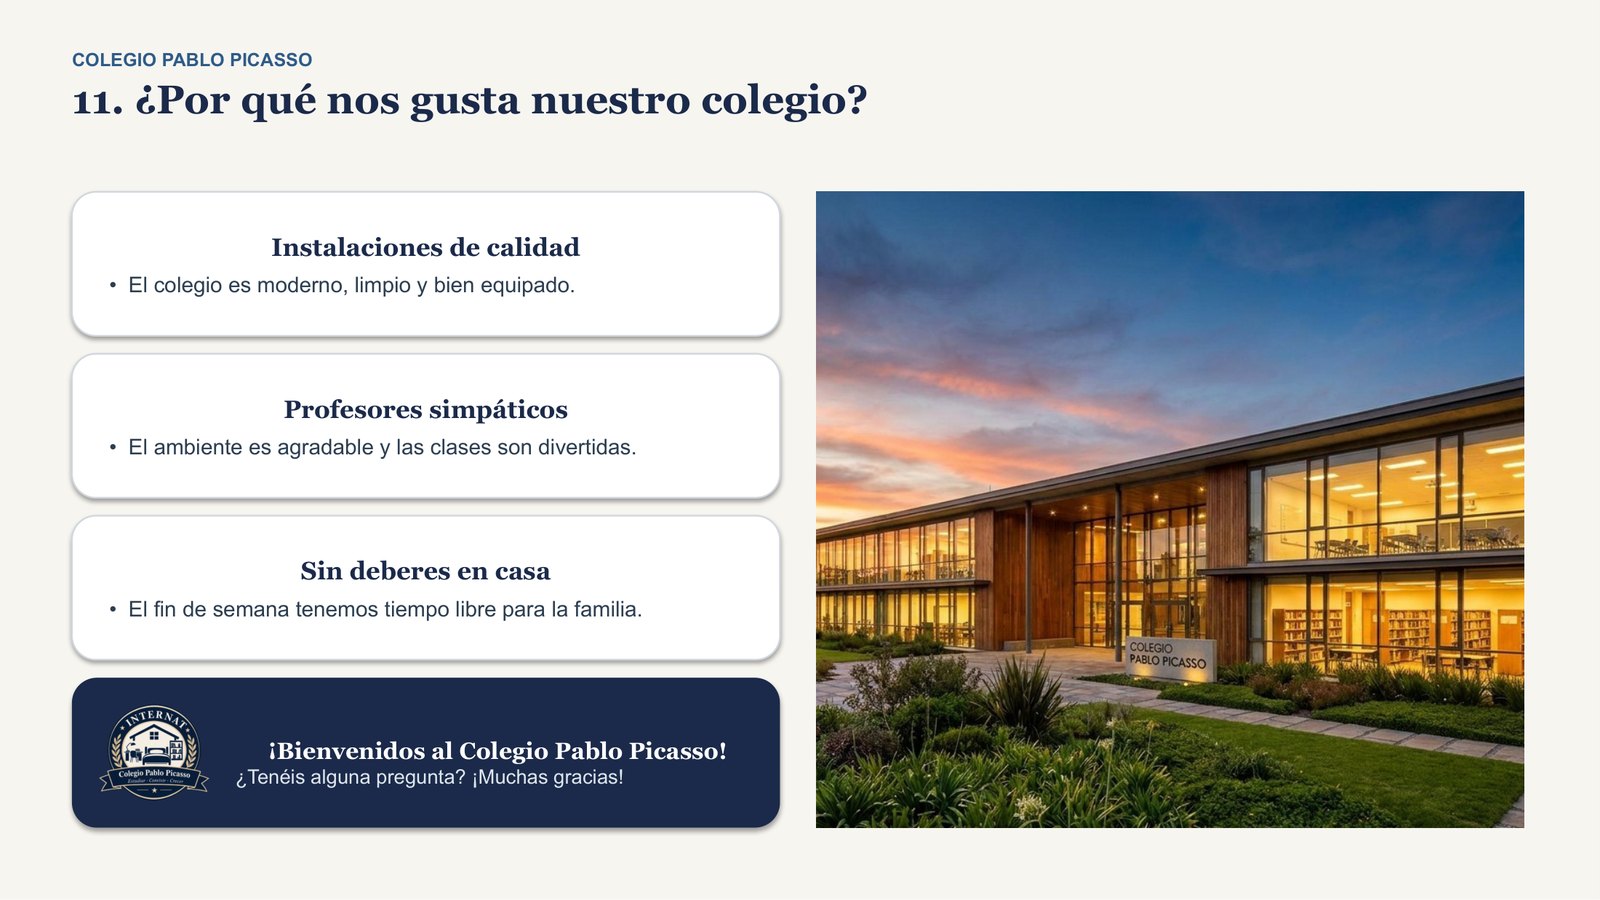 COLEGIO PABLO PICASSO
11. ¿Por qué nos gusta nuestro colegio?
Instalaciones de calidad
• El colegio es moderno, limpio y bien equipado.
Profesores simpáticos
• El ambiente es agradable y las clases son divertidas.
Sin deberes en casa
• El fin de semana tenemos tiempo libre para la familia.
INTERNAT
Colegio Pablo Picasso
Estudiar · Convivir · Crecer
¡Bienvenidos al Colegio Pablo Picasso!
¿Tenéis alguna pregunta? ¡Muchas gracias!
COLEGIO
PABLO PICASSO